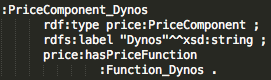 :PriceComponent_Dynos
rdf:type price:PriceComponent ;
rdfs:label "Dynos"^^xsd:string ;
price:hasPriceFunction
:Function_Dynos .